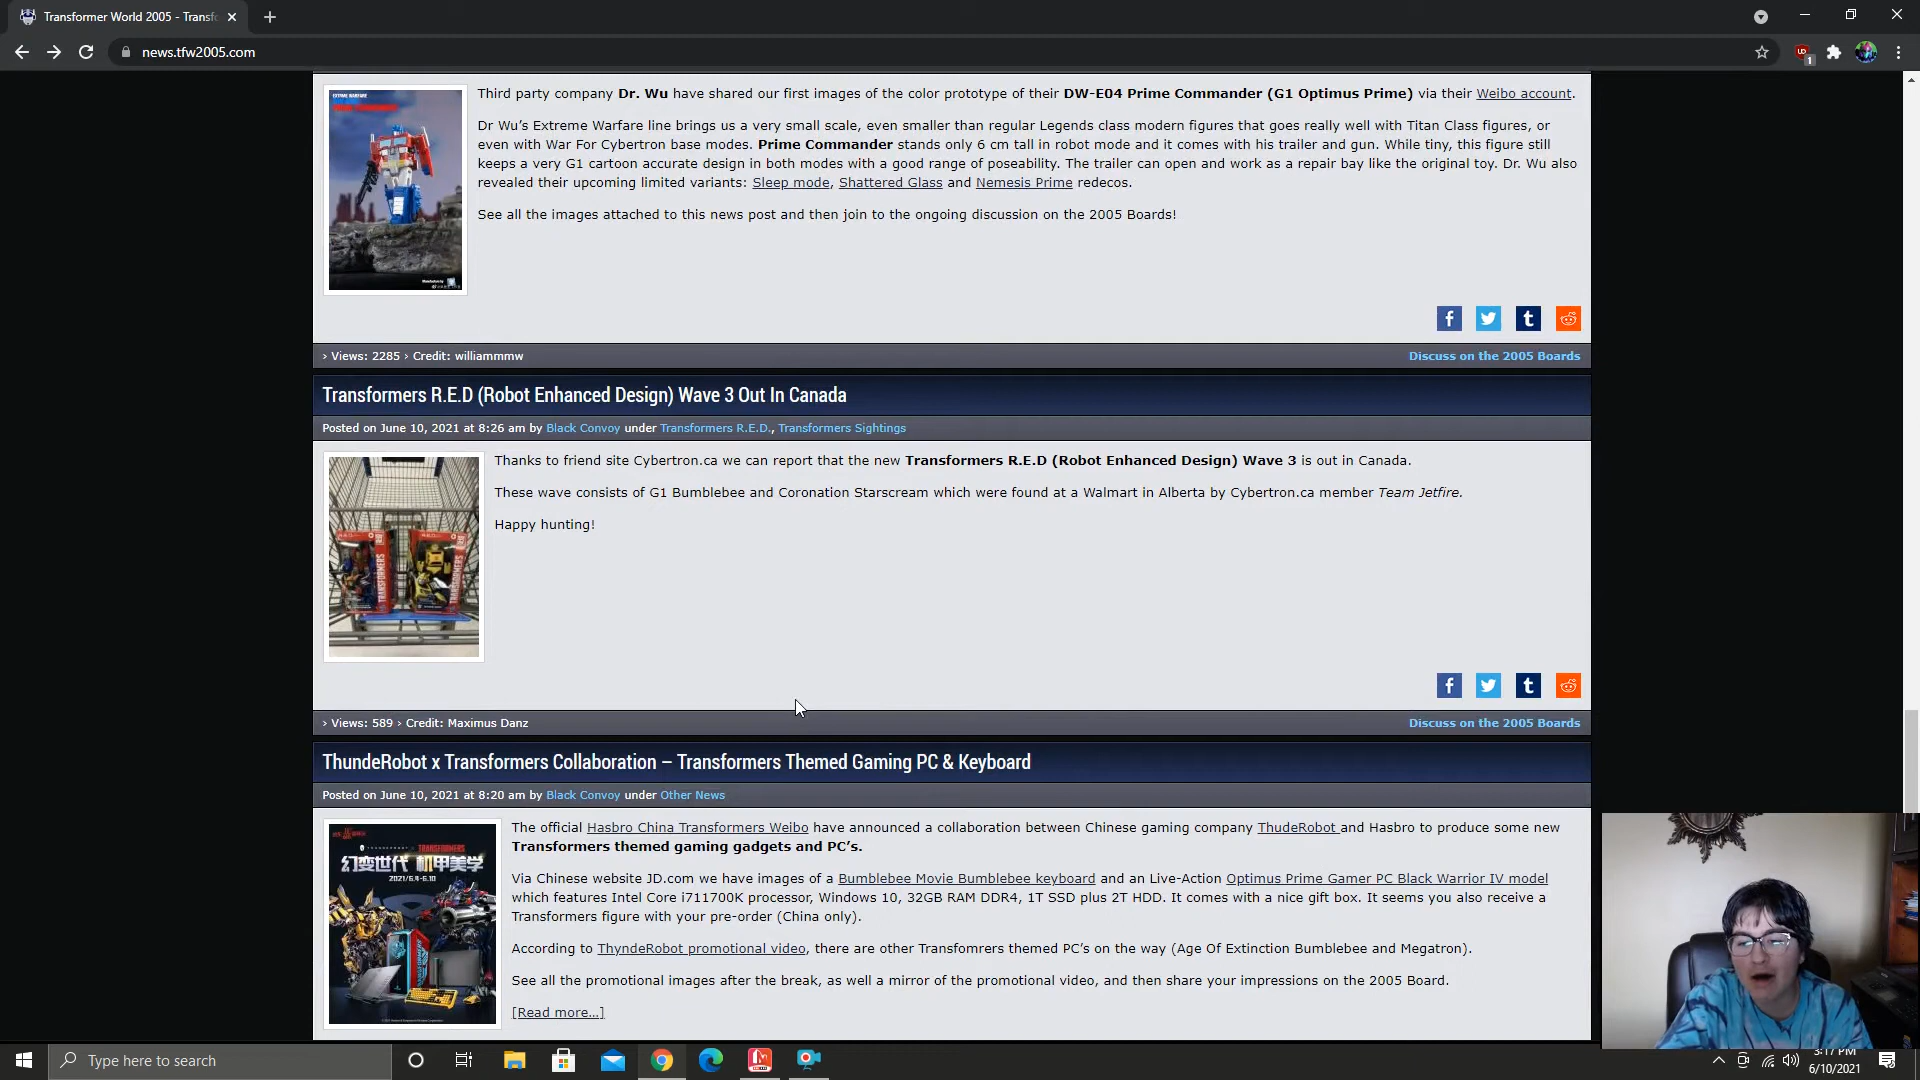 Transformer World 2005 - Transf
news.tfw2005.com
Third party company Dr. Wu have shared our first images of the color prototype of their DW-E04 Prime Commander (G1 Optimus Prime) via their Weibo account.
Dr Wu’s Extreme Warfare line brings us a very small scale, even smaller than regular Legends class modern figures that goes really well with Titan Class figures, or
even with War For Cybertron base modes. Prime Commander stands only 6 cm tall in robot mode and it comes with his trailer and gun. While tiny, this figure still
keeps a very G1 cartoon accurate design in both modes with a good range of poseability. The trailer can open and work as a repair bay like the original toy. Dr. Wu also
revealed their upcoming limited variants: Sleep mode, Shattered Glass and Nemesis Prime redecos.
See all the images attached to this news post and then join to the ongoing discussion on the 2005 Boards!
› Views: 2285 › Credit: williammmw
Discuss on the 2005 Boards
Transformers R.E.D (Robot Enhanced Design) Wave 3 Out In Canada
Posted on June 10, 2021 at 8:26 am by Black Convoy under Transformers R.E.D., Transformers Sightings
Thanks to friend site Cybertron.ca we can report that the new Transformers R.E.D (Robot Enhanced Design) Wave 3 is out in Canada.
These wave consists of G1 Bumblebee and Coronation Starscream which were found at a Walmart in Alberta by Cybertron.ca member Team Jetfire.
Happy hunting!
TRANSFORMERS
TRANSFORMERS
› Views: 589 › Credit: Maximus Danz
Discuss on the 2005 Boards
ThundeRobot x Transformers Collaboration – Transformers Themed Gaming PC & Keyboard
Posted on June 10, 2021 at 8:20 am by Black Convoy under Other News
幻变世代 机甲美学
2021/6.4-6.10
The official Hasbro China Transformers Weibo have announced a collaboration between Chinese gaming company ThudeRobot and Hasbro to produce some new
Transformers themed gaming gadgets and PC’s.
Via Chinese website JD.com we have images of a Bumblebee Movie Bumblebee keyboard and an Live-Action Optimus Prime Gamer PC Black Warrior IV model
which features Intel Core i711700K processor, Windows 10, 32GB RAM DDR4, 1T SSD plus 2T HDD. It comes with a nice gift box. It seems you also receive a
Transformers figure with your pre-order (China only).
According to ThyndeRobot promotional video, there are other Transfomrers themed PC’s on the way (Age Of Extinction Bumblebee and Megatron).
See all the promotional images after the break, as well a mirror of the promotional video, and then share your impressions on the 2005 Board.
[Read more…]
Type here to search
3:17 PM
6/10/2021